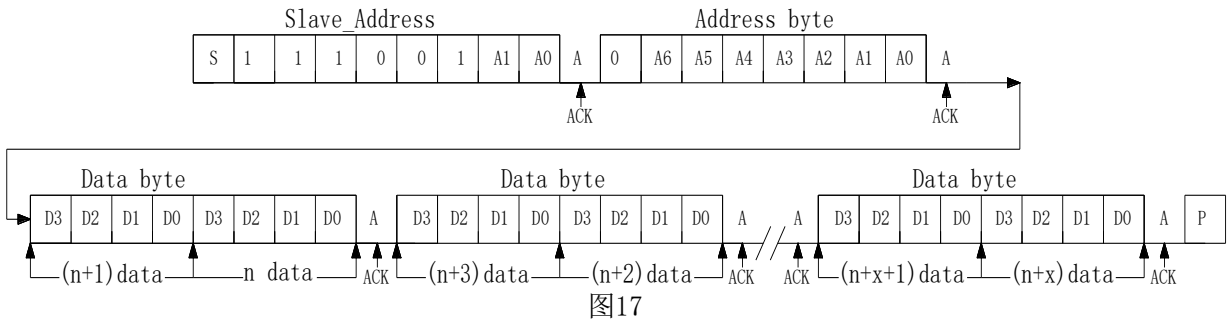 Slave_Address Address byte
S 1 1 1 0 0 1 A1 A0 A 0 A6 A5 A4 A3 A2 A1 A0 A
ACK ACK
Data byte Data byte Data byte
D3 D2 D1 D0 D3 D2 D1 D0 A D3 D2 D1 D0 D3 D2 D1 D0 A // A D3 D2 D1 D0 D3 D2 D1 D0 A P
(n+1)data n data ACK (n+3)data (n+2)data ACK ACK (n+x+1)data (n+x)data ACK
图17